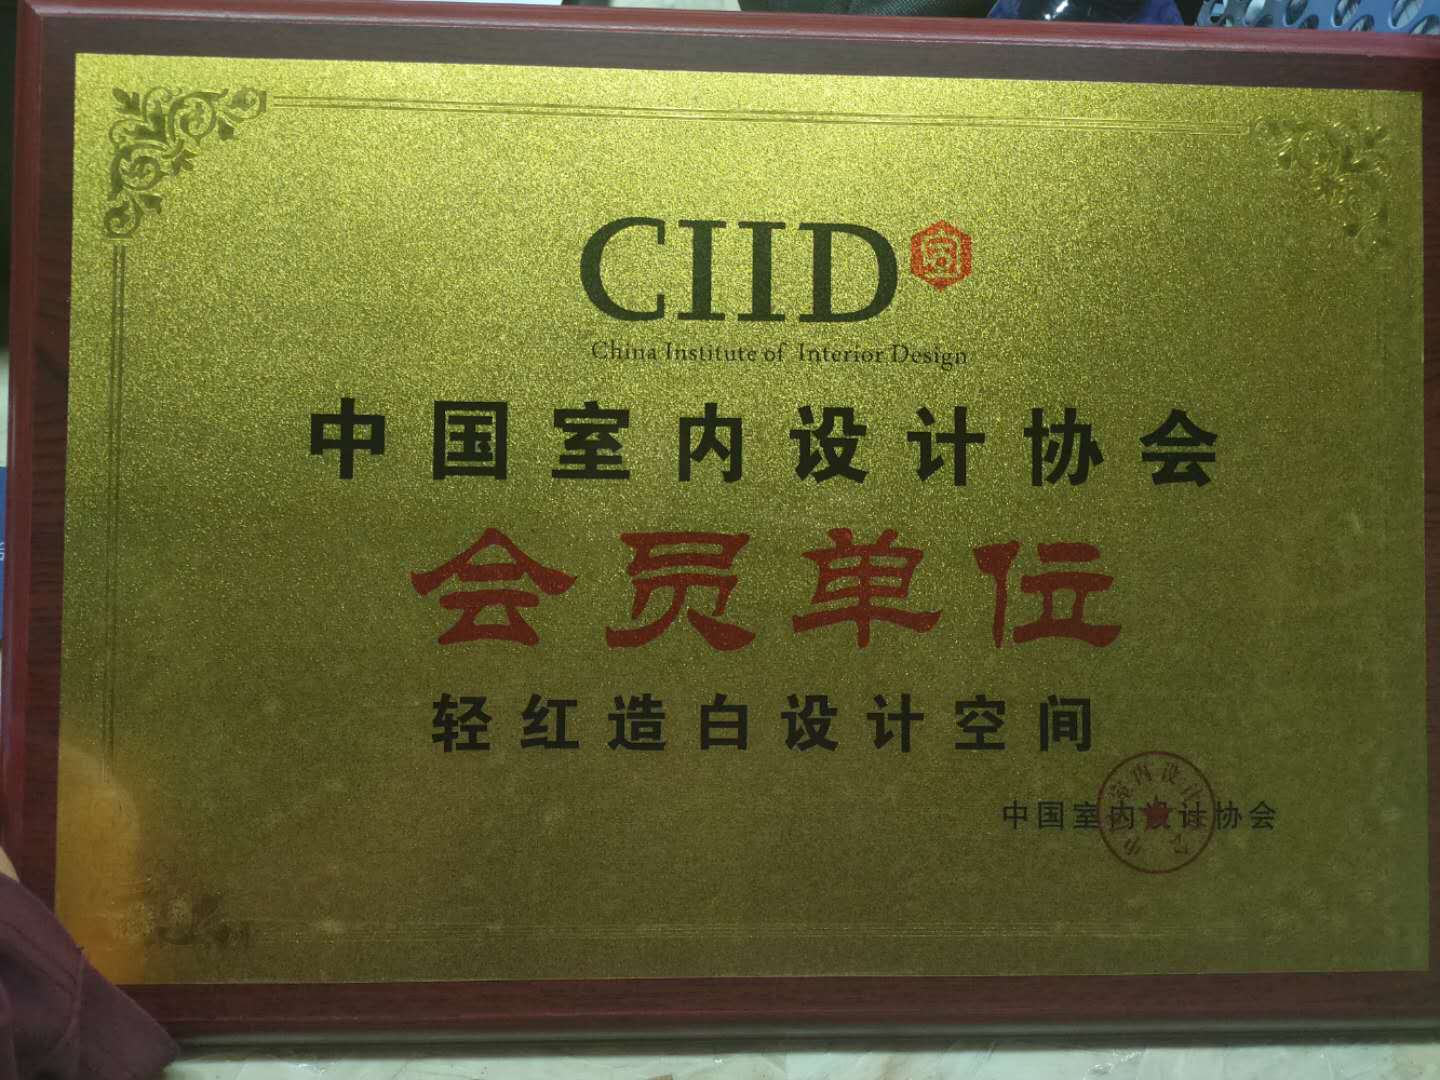 CIID
China Institute of Interior Design
中国室内设计协会
会员单位
轻红造白设计空间
中国室内设计协会